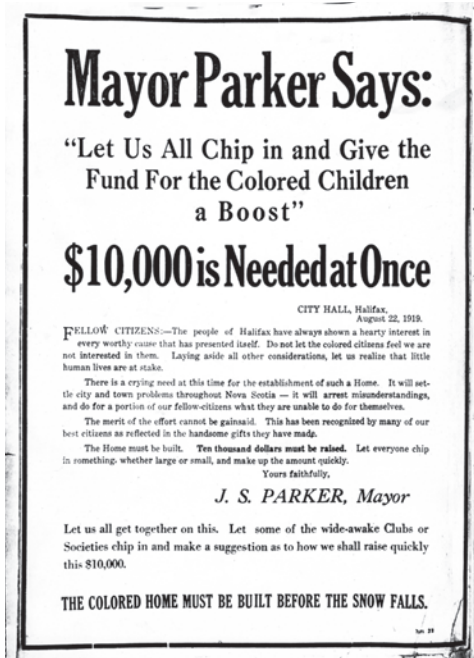 Mayor Parker Says:
“Let Us All Chip in and Give the
Fund For the Colored Children
a Boost”
$10,000 is Needed at Once
CITY HALL, Halifax,
August 22, 1919.
FELLOW CITIZENS:—The people of Halifax have always shown a hearty interest in
every worthy cause that has presented itself. Do not let the colored citizens feel we are
not interested in them. Laying aside all other considerations, let us realize that little
human lives are at stake.
There is a crying need at this time for the establishment of such a Home. It will set-
tle city and town problems throughout Nova Scotia — it will arrest misunderstandings,
and do for a portion of our fellow-citizens what they are unable to do for themselves.
The merit of the effort cannot be gainsaid. This has been recognized by many of our
best citizens as reflected in the handsome gifts they have made.
The Home must be built. Ten thousand dollars must be raised. Let everyone chip
in something, whether large or small, and make up the amount quickly.
Yours faithfully,
J. S. PARKER, Mayor
Let us all get together on this. Let some of the wide-awake Clubs or
Societies chip in and make a suggestion as to how we shall raise quickly
this $10,000.
THE COLORED HOME MUST BE BUILT BEFORE THE SNOW FALLS.